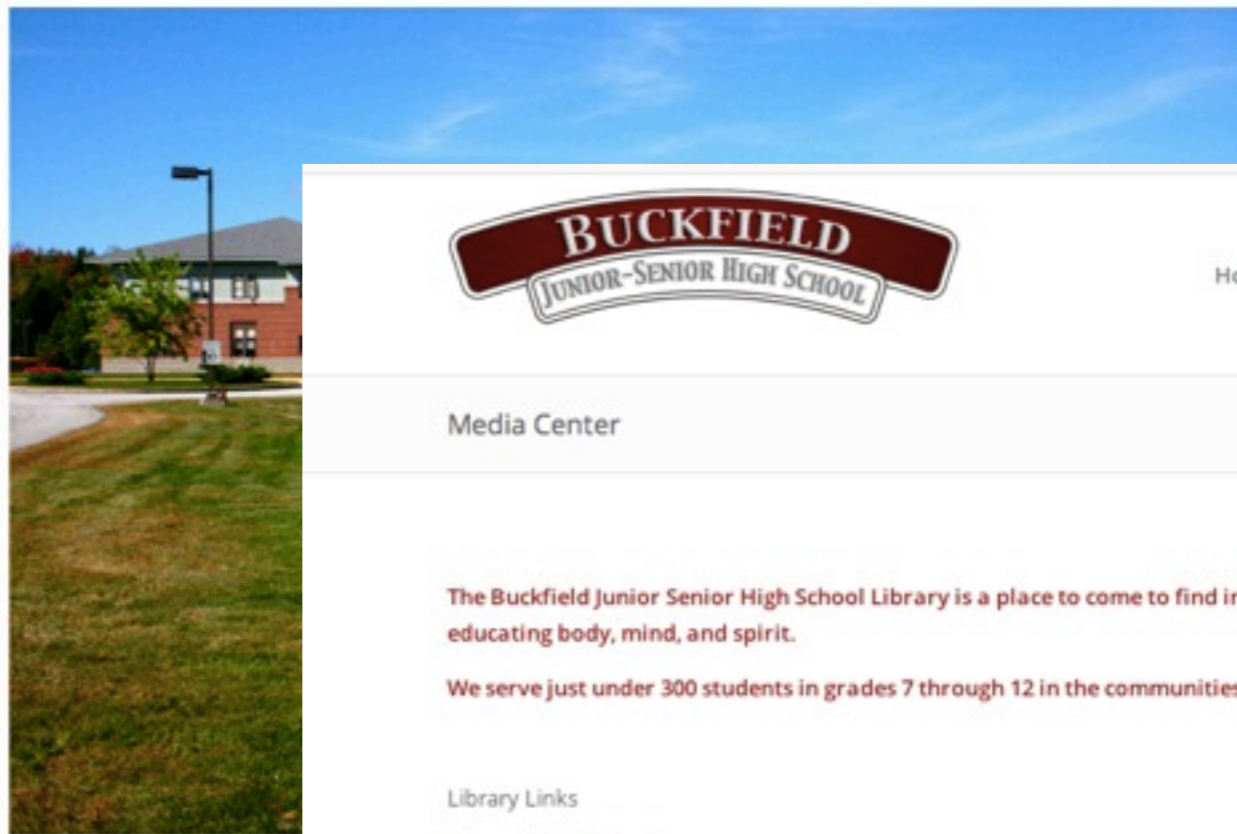 BUCKFIELD
JUNIOR-SENIOR HIGH SCHOOL
Media Center
The Buckfield Junior Senior High School Library is a place to come to find
educating body, mind, and spirit.
We serve just under 300 students in grades 7 through 12 in the communities
Library Links